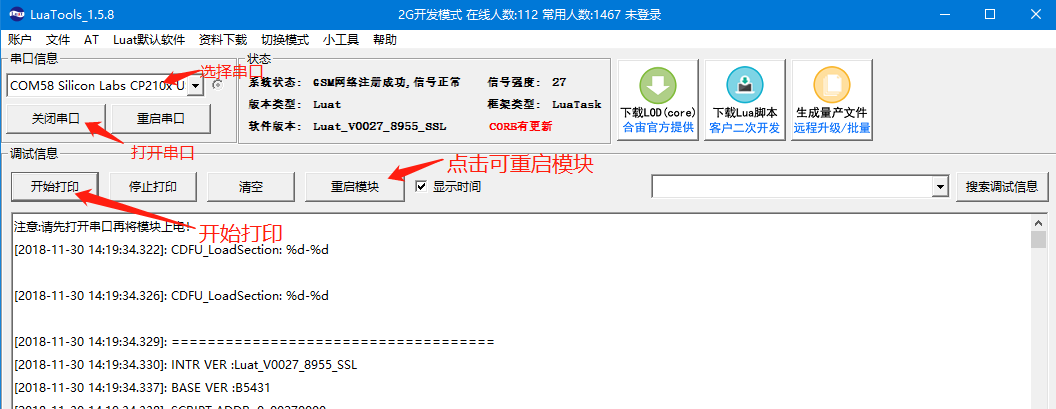 LuaTools_1.5.8 2G开发模式 在线人数:112 常用人数:1467 未登录
账户 文件 AT Luat默认软件 资料下载 切换模式 小工具 帮助
串口信息 状态
选择串口
COM58 Silicon Labs CP210x U
系统状态: GSM网络注册成功,信号正常 信号强度: 27
版本类型: Luat 框架类型: LuaTask
软件版本: Luat_V0027_8955_SSL CORE有更新
关闭串口 重启串口
打开串口
下载LOD(core) 下载Lua脚本 生成量产文件
合宙官方提供 客户二次开发 远程升级/批量
调试信息
点击可重启模块
开始打印 停止打印 清空 重启模块 显示时间 搜索调试信息
注意:请先打开串口再将模块上电!
开始打印
[2018-11-30 14:19:34.322]: CDFU_LoadSection: %d-%d
[2018-11-30 14:19:34.326]: CDFU_LoadSection: %d-%d
[2018-11-30 14:19:34.329]: ====================================
[2018-11-30 14:19:34.330]: INTR VER :Luat_V0027_8955_SSL
[2018-11-30 14:19:34.337]: BASE VER :B5431